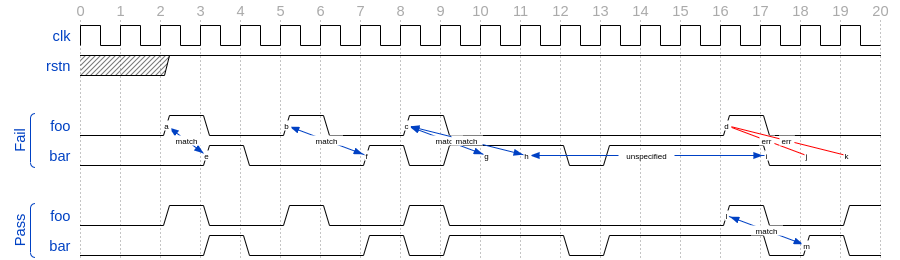 0 1 2 3 4 5 6 7 8 9 10 11 12 13 14 15 16 17 18 19 20
clk
rstn
Fail
foo a b c d
match match match match err err
bar e f g h unspecified i j k
Pass
foo l
match
bar m